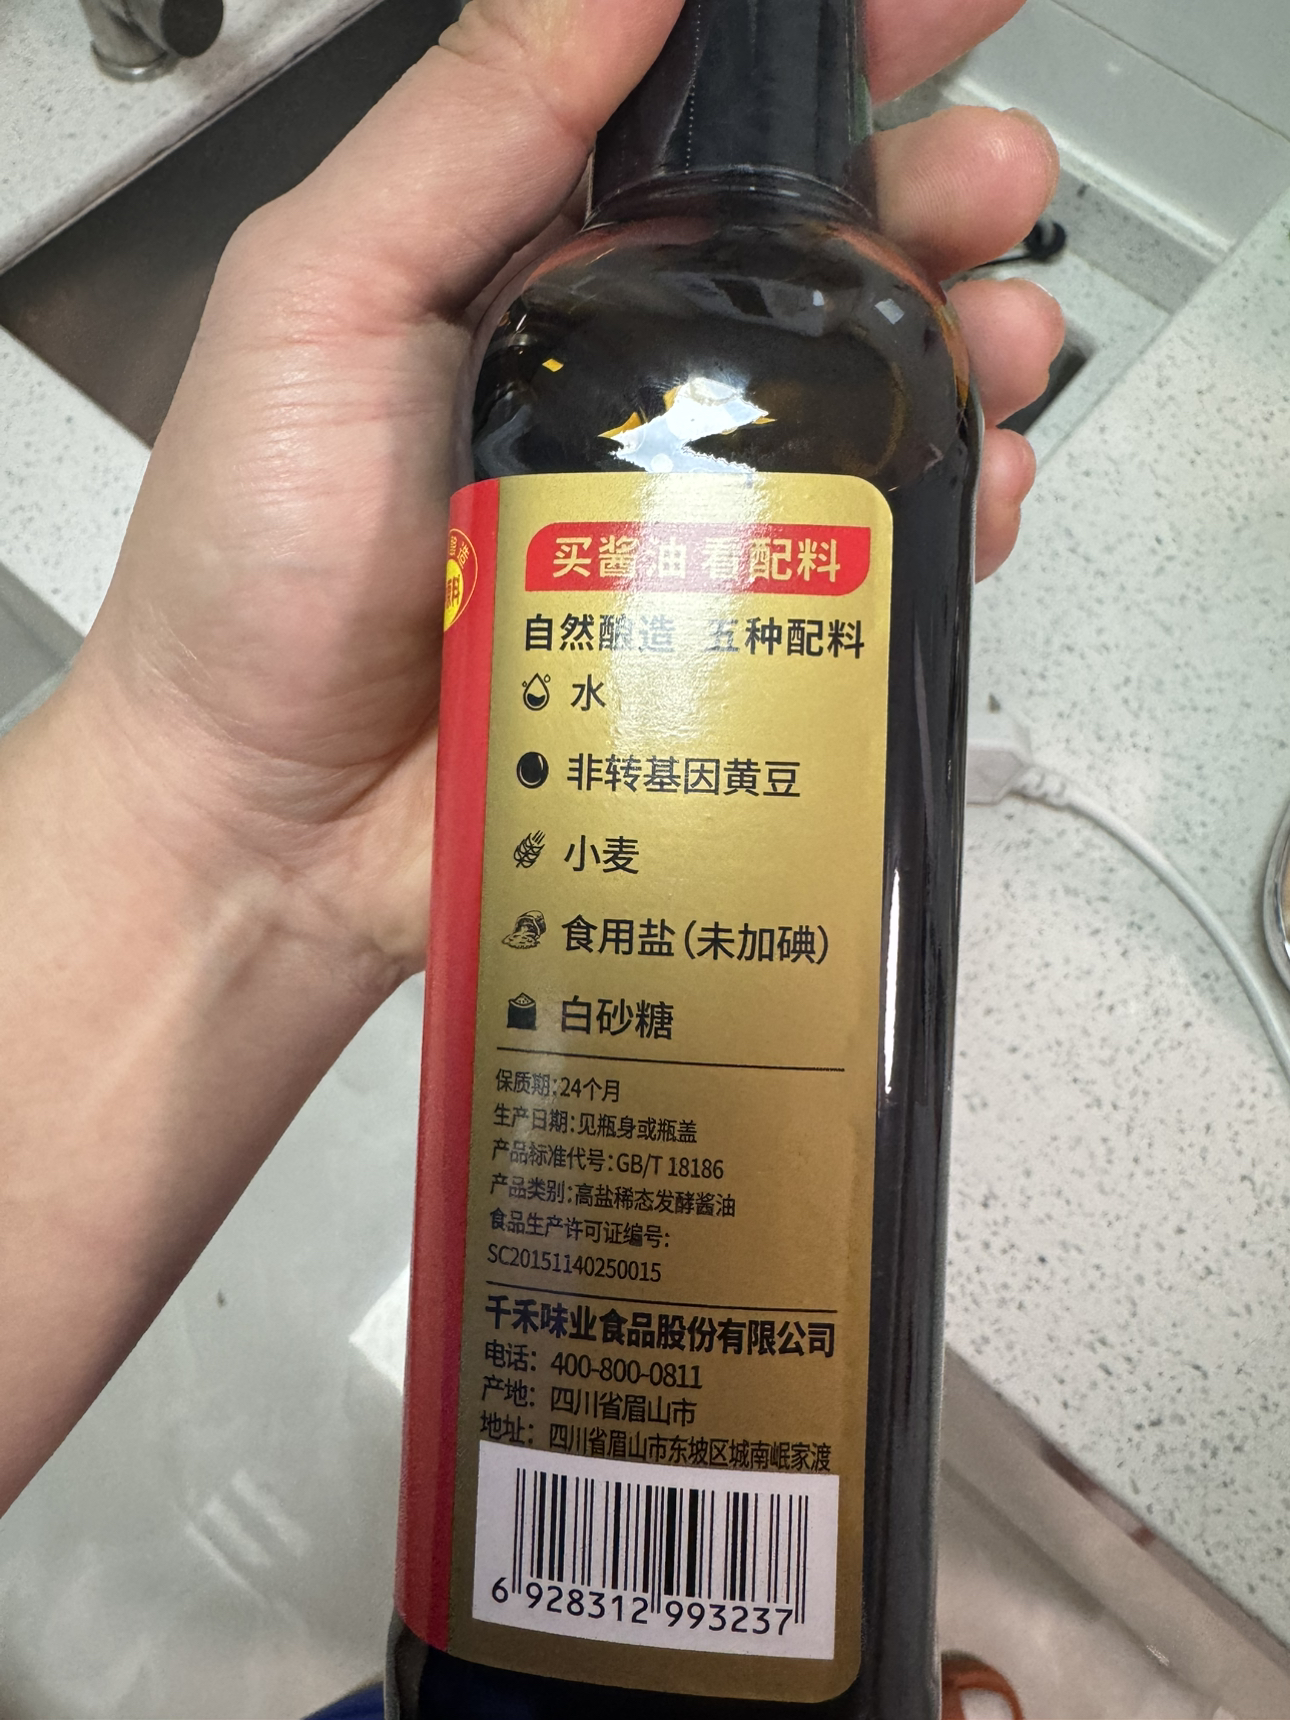 买酱油 看配料
自然酿造 五种配料
水
非转基因黄豆
小麦
食用盐(未加碘)
白砂糖
保质期:24个月
生产日期:见瓶身或瓶盖
产品标准代号:GB/T 18186
产品类别:高盐稀态发酵酱油
食品生产许可证编号:
SC20151140250015
千禾味业食品股份有限公司
电话: 400-800-0811
产地: 四川省眉山市
地址: 四川省眉山市东坡区城南岷家渡
6 928312 993237